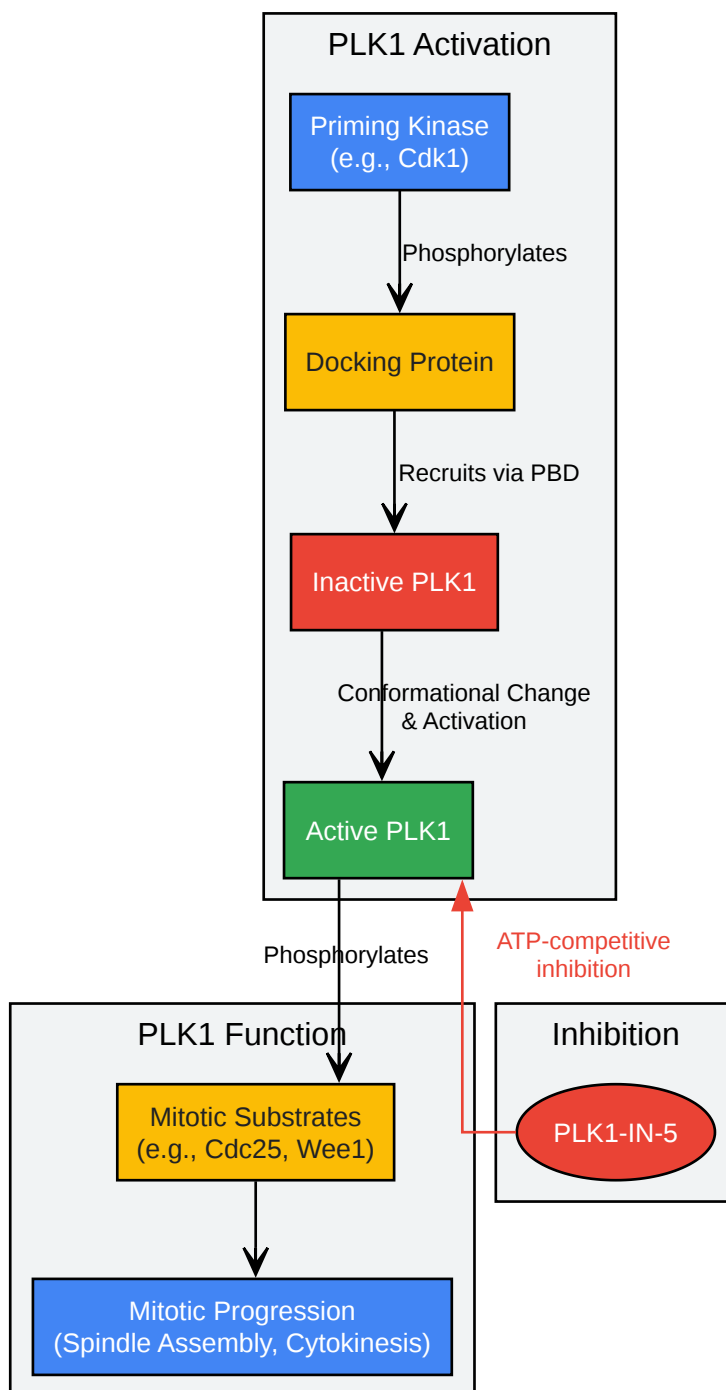 PLK1 Activation
Priming Kinase
(e.g., Cdk1)
Phosphorylates
Docking Protein
Recruits via PBD
Inactive PLK1
Conformational Change
& Activation
Active PLK1
Phosphorylates
ATP-competitive
inhibition
PLK1 Function
Mitotic Substrates
(e.g., Cdc25, Wee1)
Mitotic Progression
(Spindle Assembly, Cytokinesis)
Inhibition
PLK1-IN-5